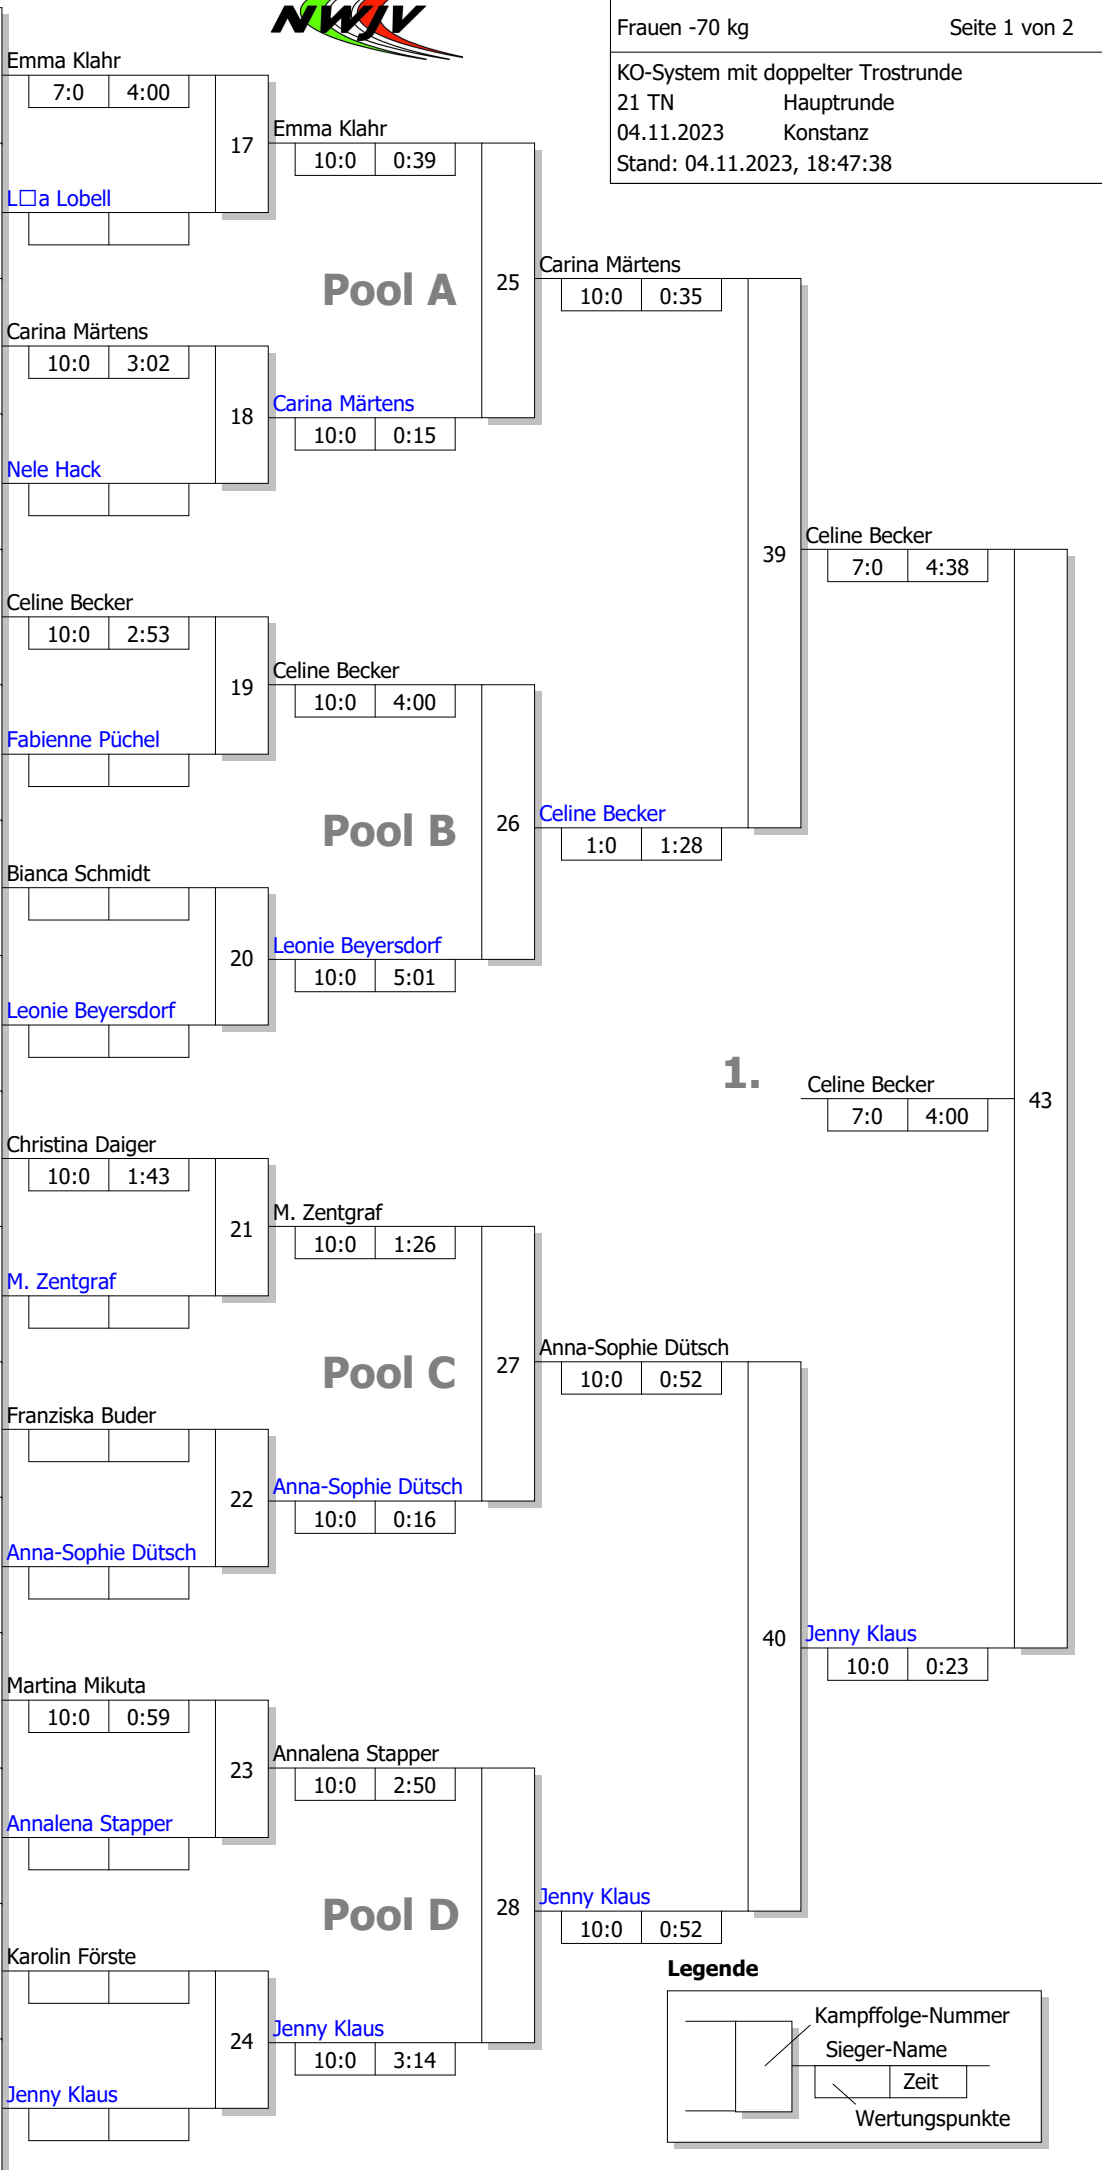 NWJV
Frauen -70 kg Seite 1 von 2
KO-System mit doppelter Trostrunde
21 TN Hauptrunde
04.11.2023 Konstanz
Stand: 04.11.2023, 18:47:38
Emma Klahr
7:0 4:00
17
Emma Klahr
10:0 0:39
L□a Lobell
Pool A
25
Carina Märtens
10:0 0:35
Carina Märtens
10:0 3:02
18
Carina Märtens
10:0 0:15
Nele Hack
39
Celine Becker
7:0 4:38
Celine Becker
10:0 2:53
19
Celine Becker
10:0 4:00
Fabienne Püchel
Pool B
26
Celine Becker
1:0 1:28
Bianca Schmidt
20
Leonie Beyersdorf
10:0 5:01
Leonie Beyersdorf
1.
Celine Becker
7:0 4:00
43
Christina Daiger
10:0 1:43
21
M. Zentgraf
10:0 1:26
M. Zentgraf
Pool C
27
Anna-Sophie Dütsch
10:0 0:52
Franziska Buder
22
Anna-Sophie Dütsch
10:0 0:16
Anna-Sophie Dütsch
40
Jenny Klaus
10:0 0:23
Martina Mikuta
10:0 0:59
23
Annalena Stapper
10:0 2:50
Annalena Stapper
Pool D
28
Jenny Klaus
10:0 0:52
Karolin Förste
24
Jenny Klaus
10:0 3:14
Jenny Klaus
Legende
Kampffolge-Nummer
Sieger-Name
Zeit
Wertungspunkte